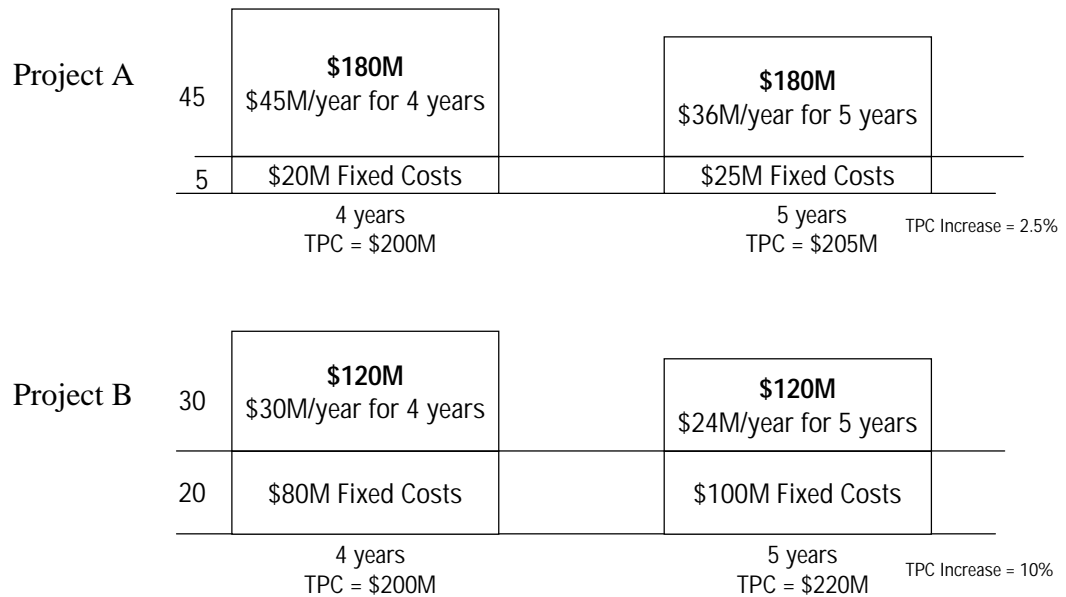 Project A
45
$180M
$45M/year for 4 years
$180M
$36M/year for 5 years
5
$20M Fixed Costs
$25M Fixed Costs
4 years
TPC = $200M
5 years
TPC = $205M
TPC Increase = 2.5%
Project B
30
$120M
$30M/year for 4 years
$120M
$24M/year for 5 years
20
$80M Fixed Costs
$100M Fixed Costs
4 years
TPC = $200M
5 years
TPC = $220M
TPC Increase = 10%